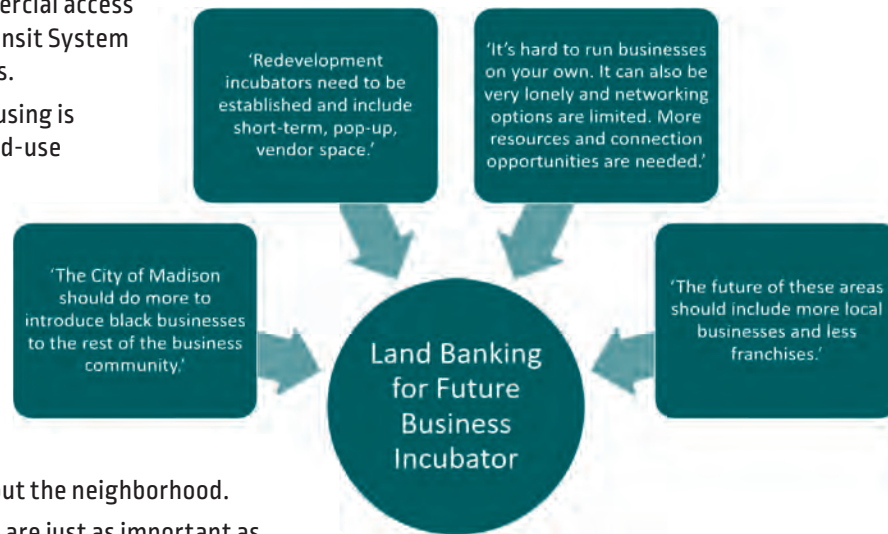 ercial access
nsit System
s.
using is
d-use
'Redevelopment
incubators need to be
established and include
short-term, pop-up,
vendor space.'
'It's hard to run businesses
on your own. It can also be
very lonely and networking
options are limited. More
resources and connection
opportunities are needed.'
'The City of Madison
should do more to
introduce black businesses
to the rest of the business
community.'
'The future of these areas
should include more local
businesses and less
franchises.'
Land Banking
for Future
Business
Incubator
out the neighborhood.
are just as important as